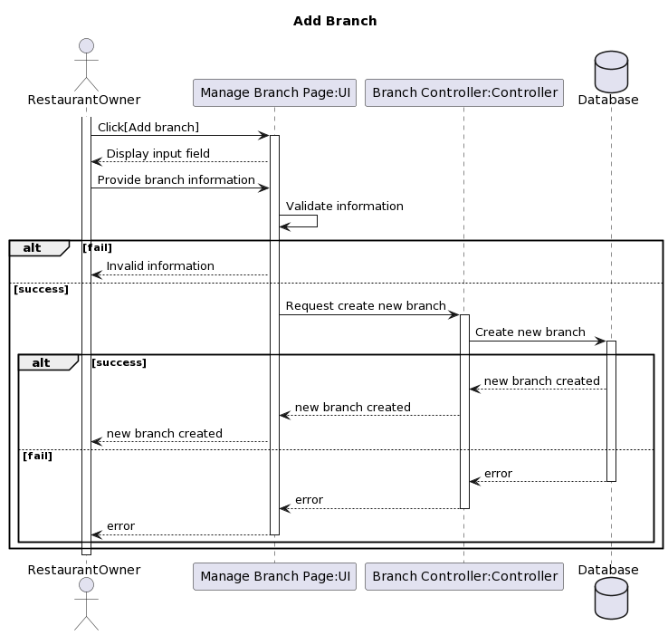 Add Branch
RestaurantOwner
Manage Branch Page:UI
Branch Controller:Controller
Database
Click[Add branch]
Display input field
Provide branch information
Validate information
alt [fail]
Invalid information
[success]
Request create new branch
Create new branch
alt [success]
new branch created
new branch created
new branch created
[fail]
error
error
error
RestaurantOwner
Manage Branch Page:UI
Branch Controller:Controller
Database